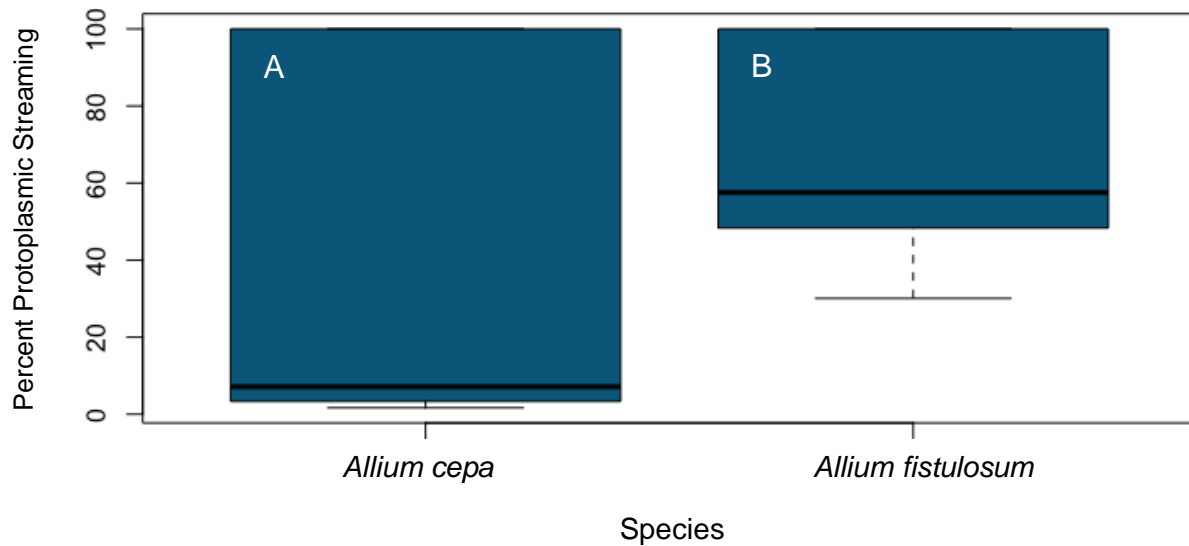 Percent Protoplasmic Streaming
100
80
60
40
20
0
A
B
Allium cepa
Allium fistulosum
Species